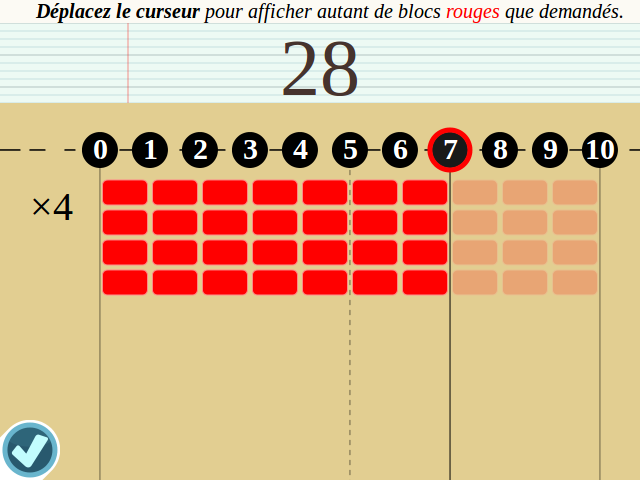 Déplacez le curseur pour afficher autant de blocs rouges que demandés.
28
0 1 2 3 4 5 6 7 8 9 10
×4